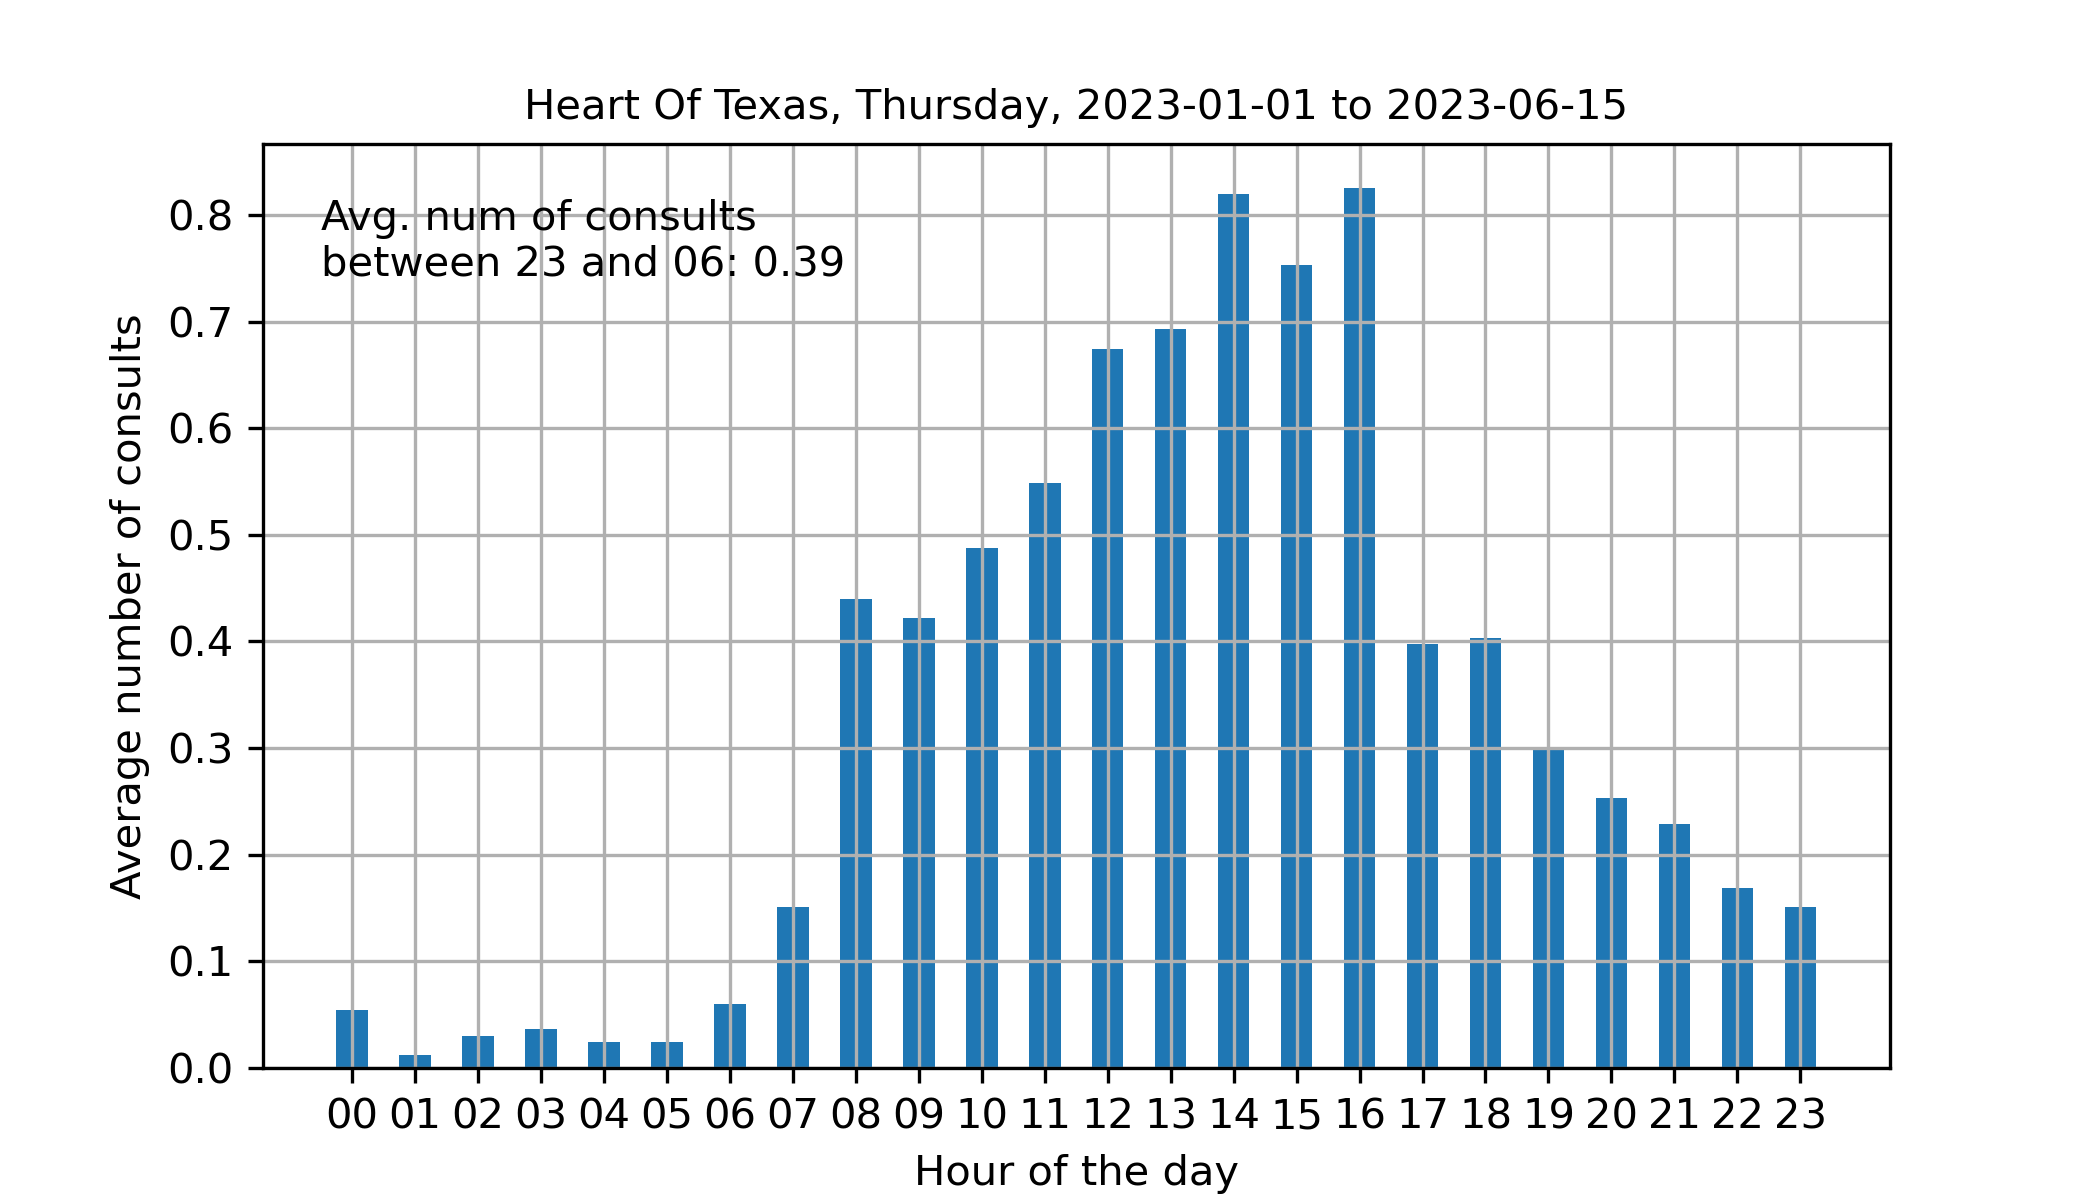 Heart Of Texas, Thursday, 2023-01-01 to 2023-06-15
Avg. num of consults
between 23 and 06: 0.39
Average number of consults
0.8
0.7
0.6
0.5
0.4
0.3
0.2
0.1
0.0
00 01 02 03 04 05 06 07 08 09 10 11 12 13 14 15 16 17 18 19 20 21 22 23
Hour of the day